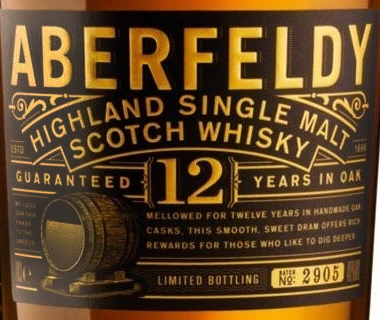 ABERFELDY
HIGHLAND SINGLE MALT
SCOTCH WHISKY
ESTD 1896
GUARANTEED 12 YEARS IN OAK
MELLOWED FOR TWELVE YEARS IN HANDMADE OAK
CASKS, THIS SMOOTH, SWEET DRAM OFFERS RICH
REWARDS FOR THOSE WHO LIKE TO DIG DEEPER
LIMITED BOTTLING BATCH NO: 2905